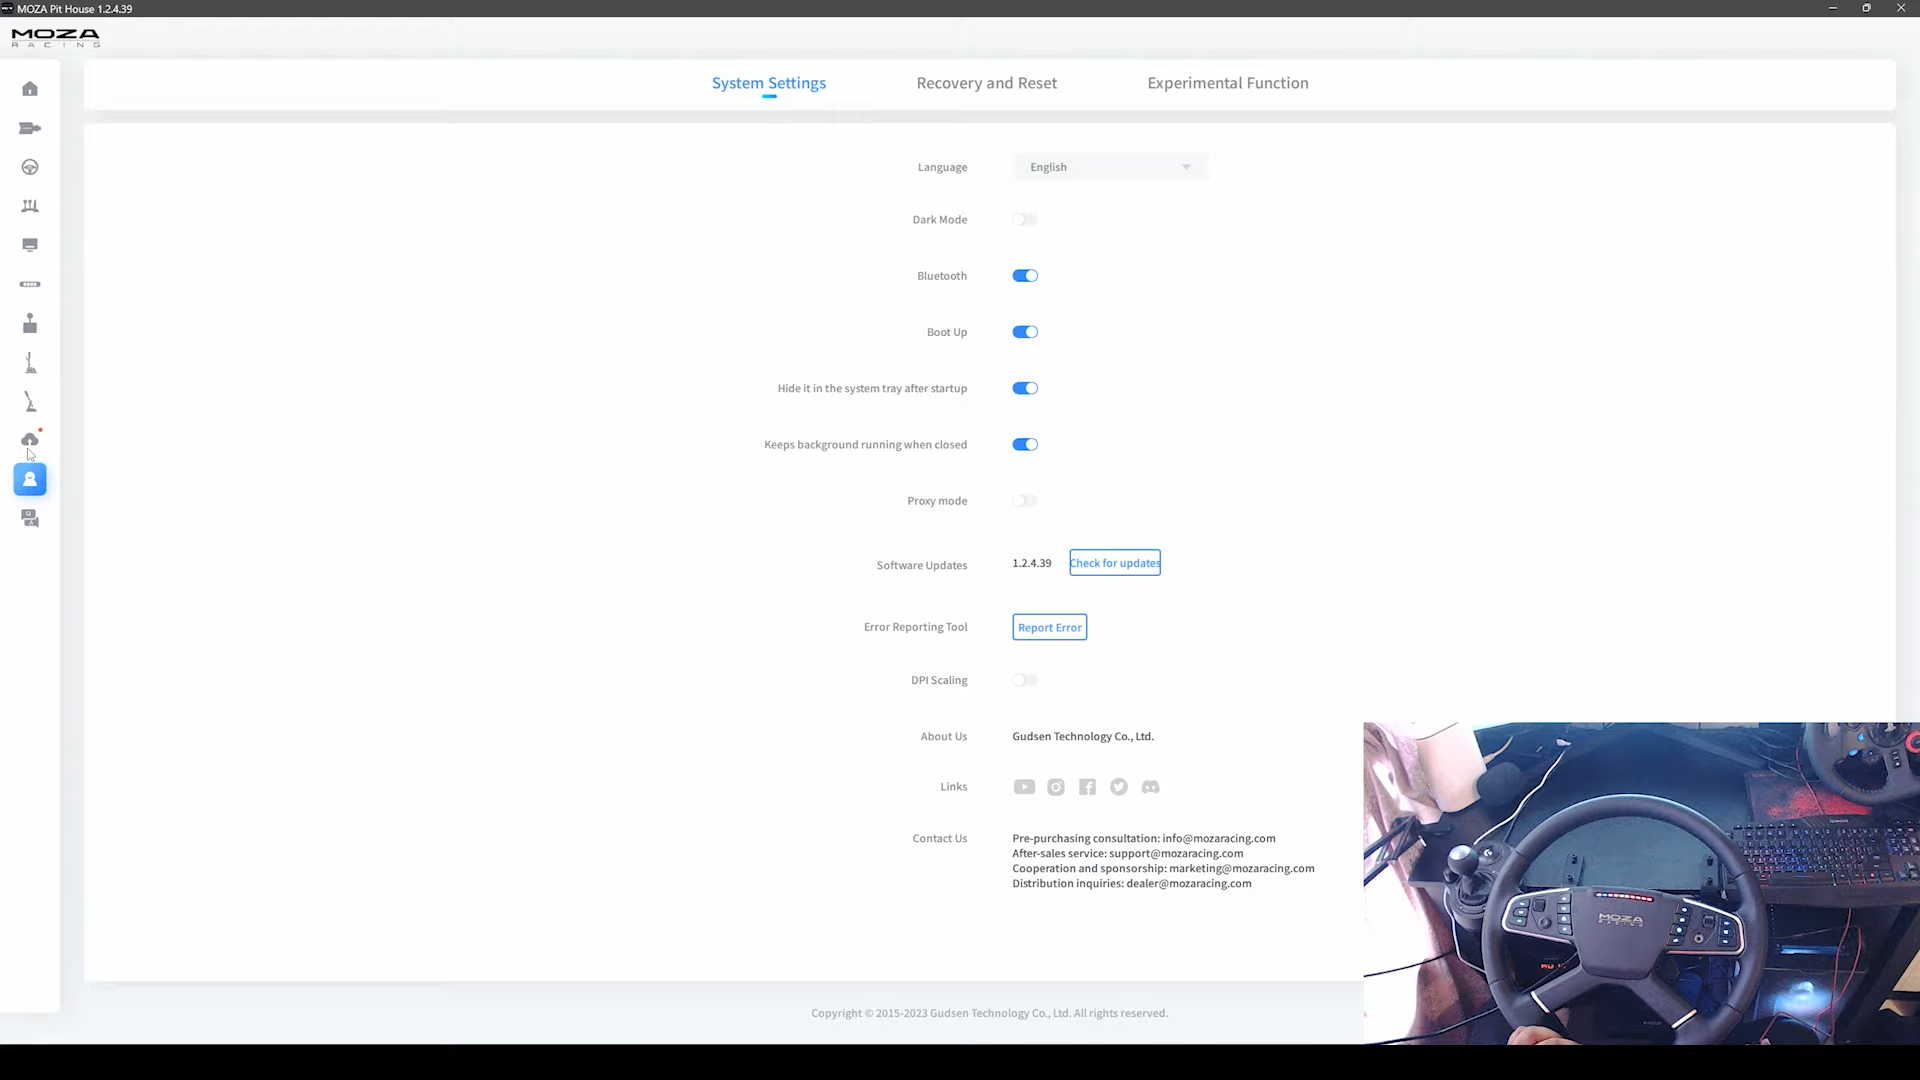 MOZA Pit House 1.2.4.39
MOZA
RACING
System Settings
Recovery and Reset
Experimental Function
Language
English
Dark Mode
Bluetooth
Boot Up
Hide it in the system tray after startup
Keeps background running when closed
Proxy mode
Software Updates
1.2.4.39
Check for updates
Error Reporting Tool
Report Error
DPI Scaling
About Us
Gudsen Technology Co., Ltd.
Links
Contact Us
Pre-purchasing consultation: info@mozaracing.com
After-sales service: support@mozaracing.com
Cooperation and sponsorship: marketing@mozaracing.com
Distribution inquiries: dealer@mozaracing.com
MOZA
RACING
Copyright © 2015-2023 Gudsen Technology Co., Ltd. All rights reserved.